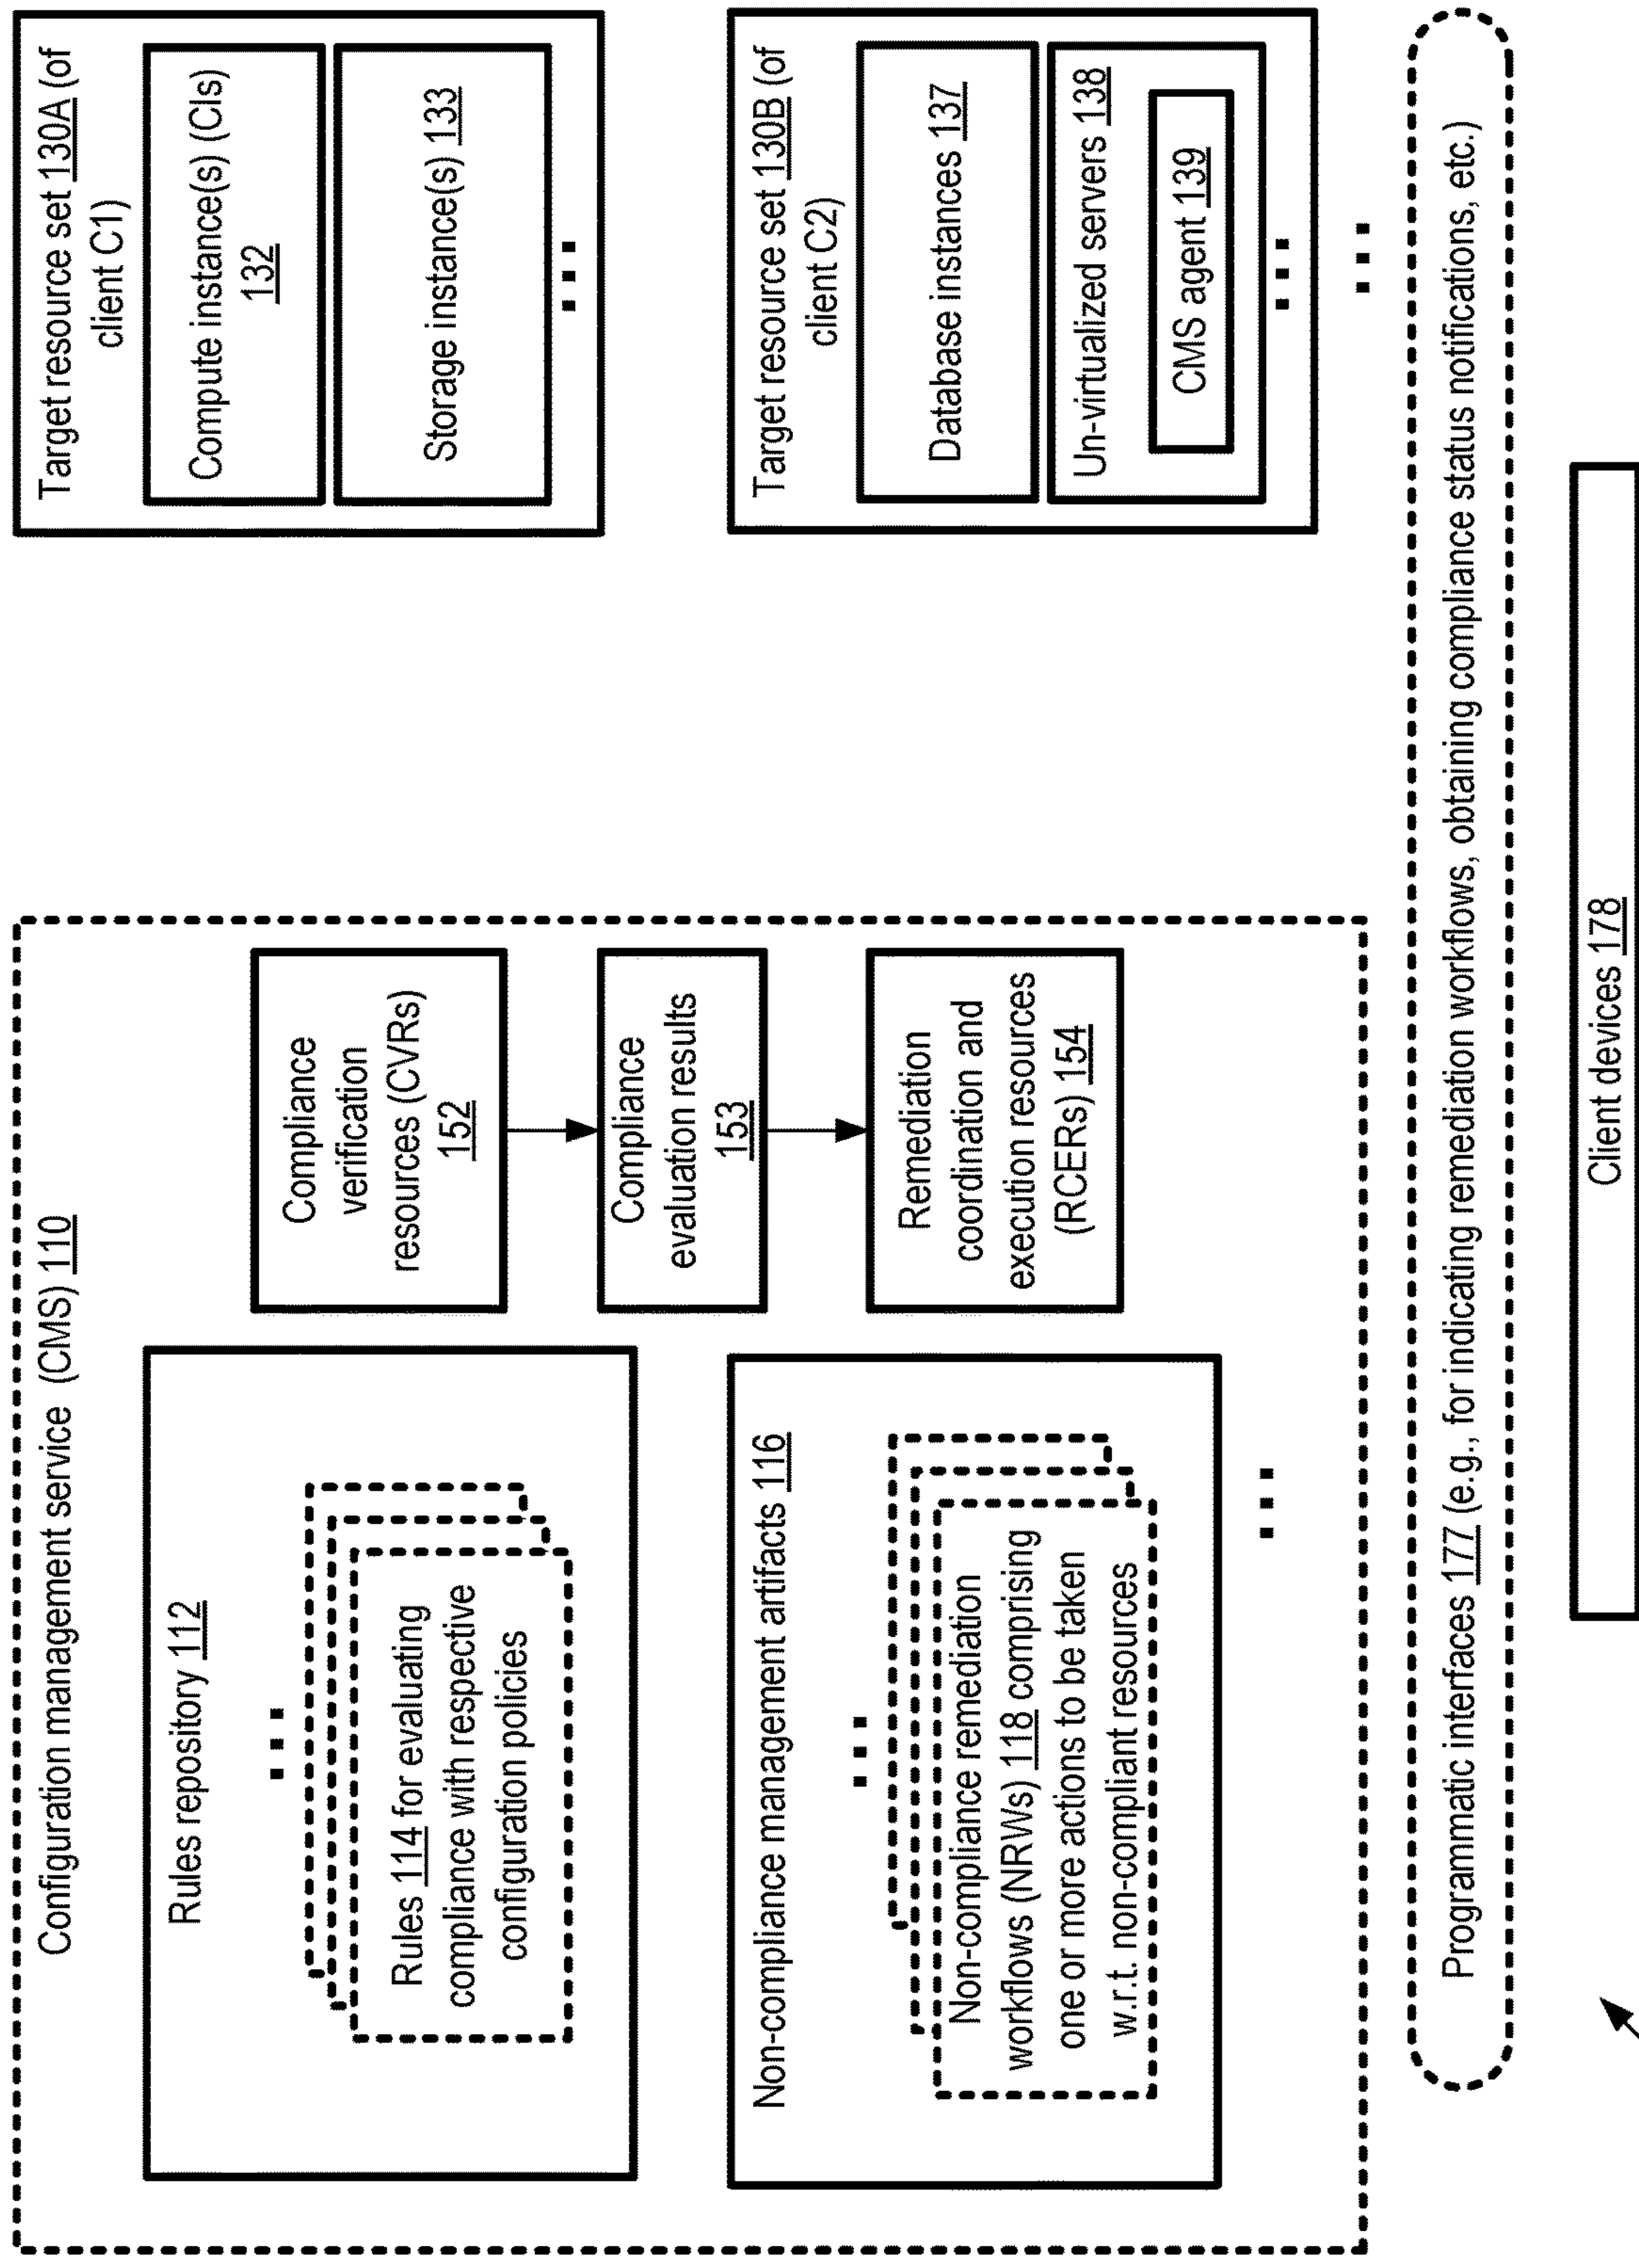 Configuration management service (CMS) 110
Rules repository 112
Rules 114 for evaluating
compliance with respective
configuration policies
Non-compliance management artifacts 116
Non-compliance remediation
workflows (NRWs) 118 comprising
one or more actions to be taken
w.r.t. non-compliant resources
Compliance
verification
resources (CVRs)
152
Compliance
evaluation results
153
Remediation
coordination and
execution resources
(RCERs) 154
Target resource set 130A (of
client C1)
Compute instance(s) (CIs)
132
Storage instance(s) 133
Target resource set 130B (of
client C2)
Database instances 137
Un-virtualized servers 138
CMS agent 139
Programmatic interfaces 177 (e.g., for indicating remediation workflows, obtaining compliance status notifications, etc.)
Client devices 178